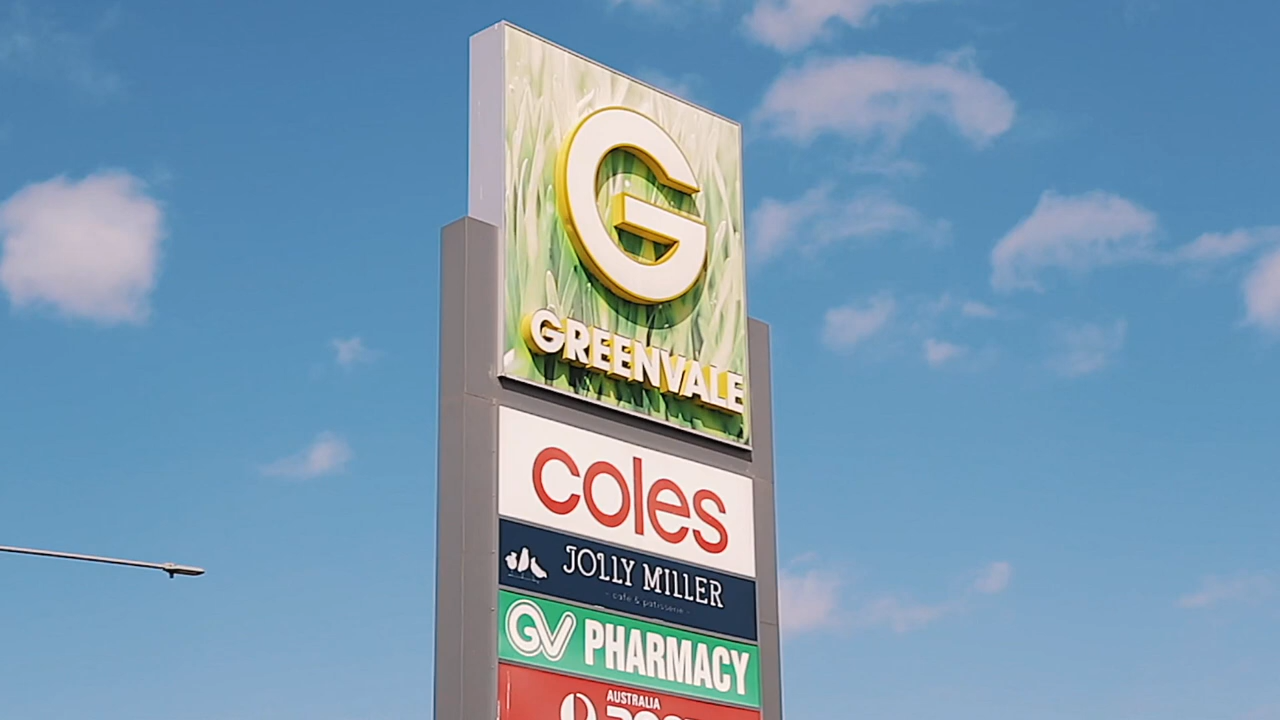 G
GREENVALE
coles
JOLLY MILLER
- cafe & patisserie -
GV PHARMACY
AUSTRALIA